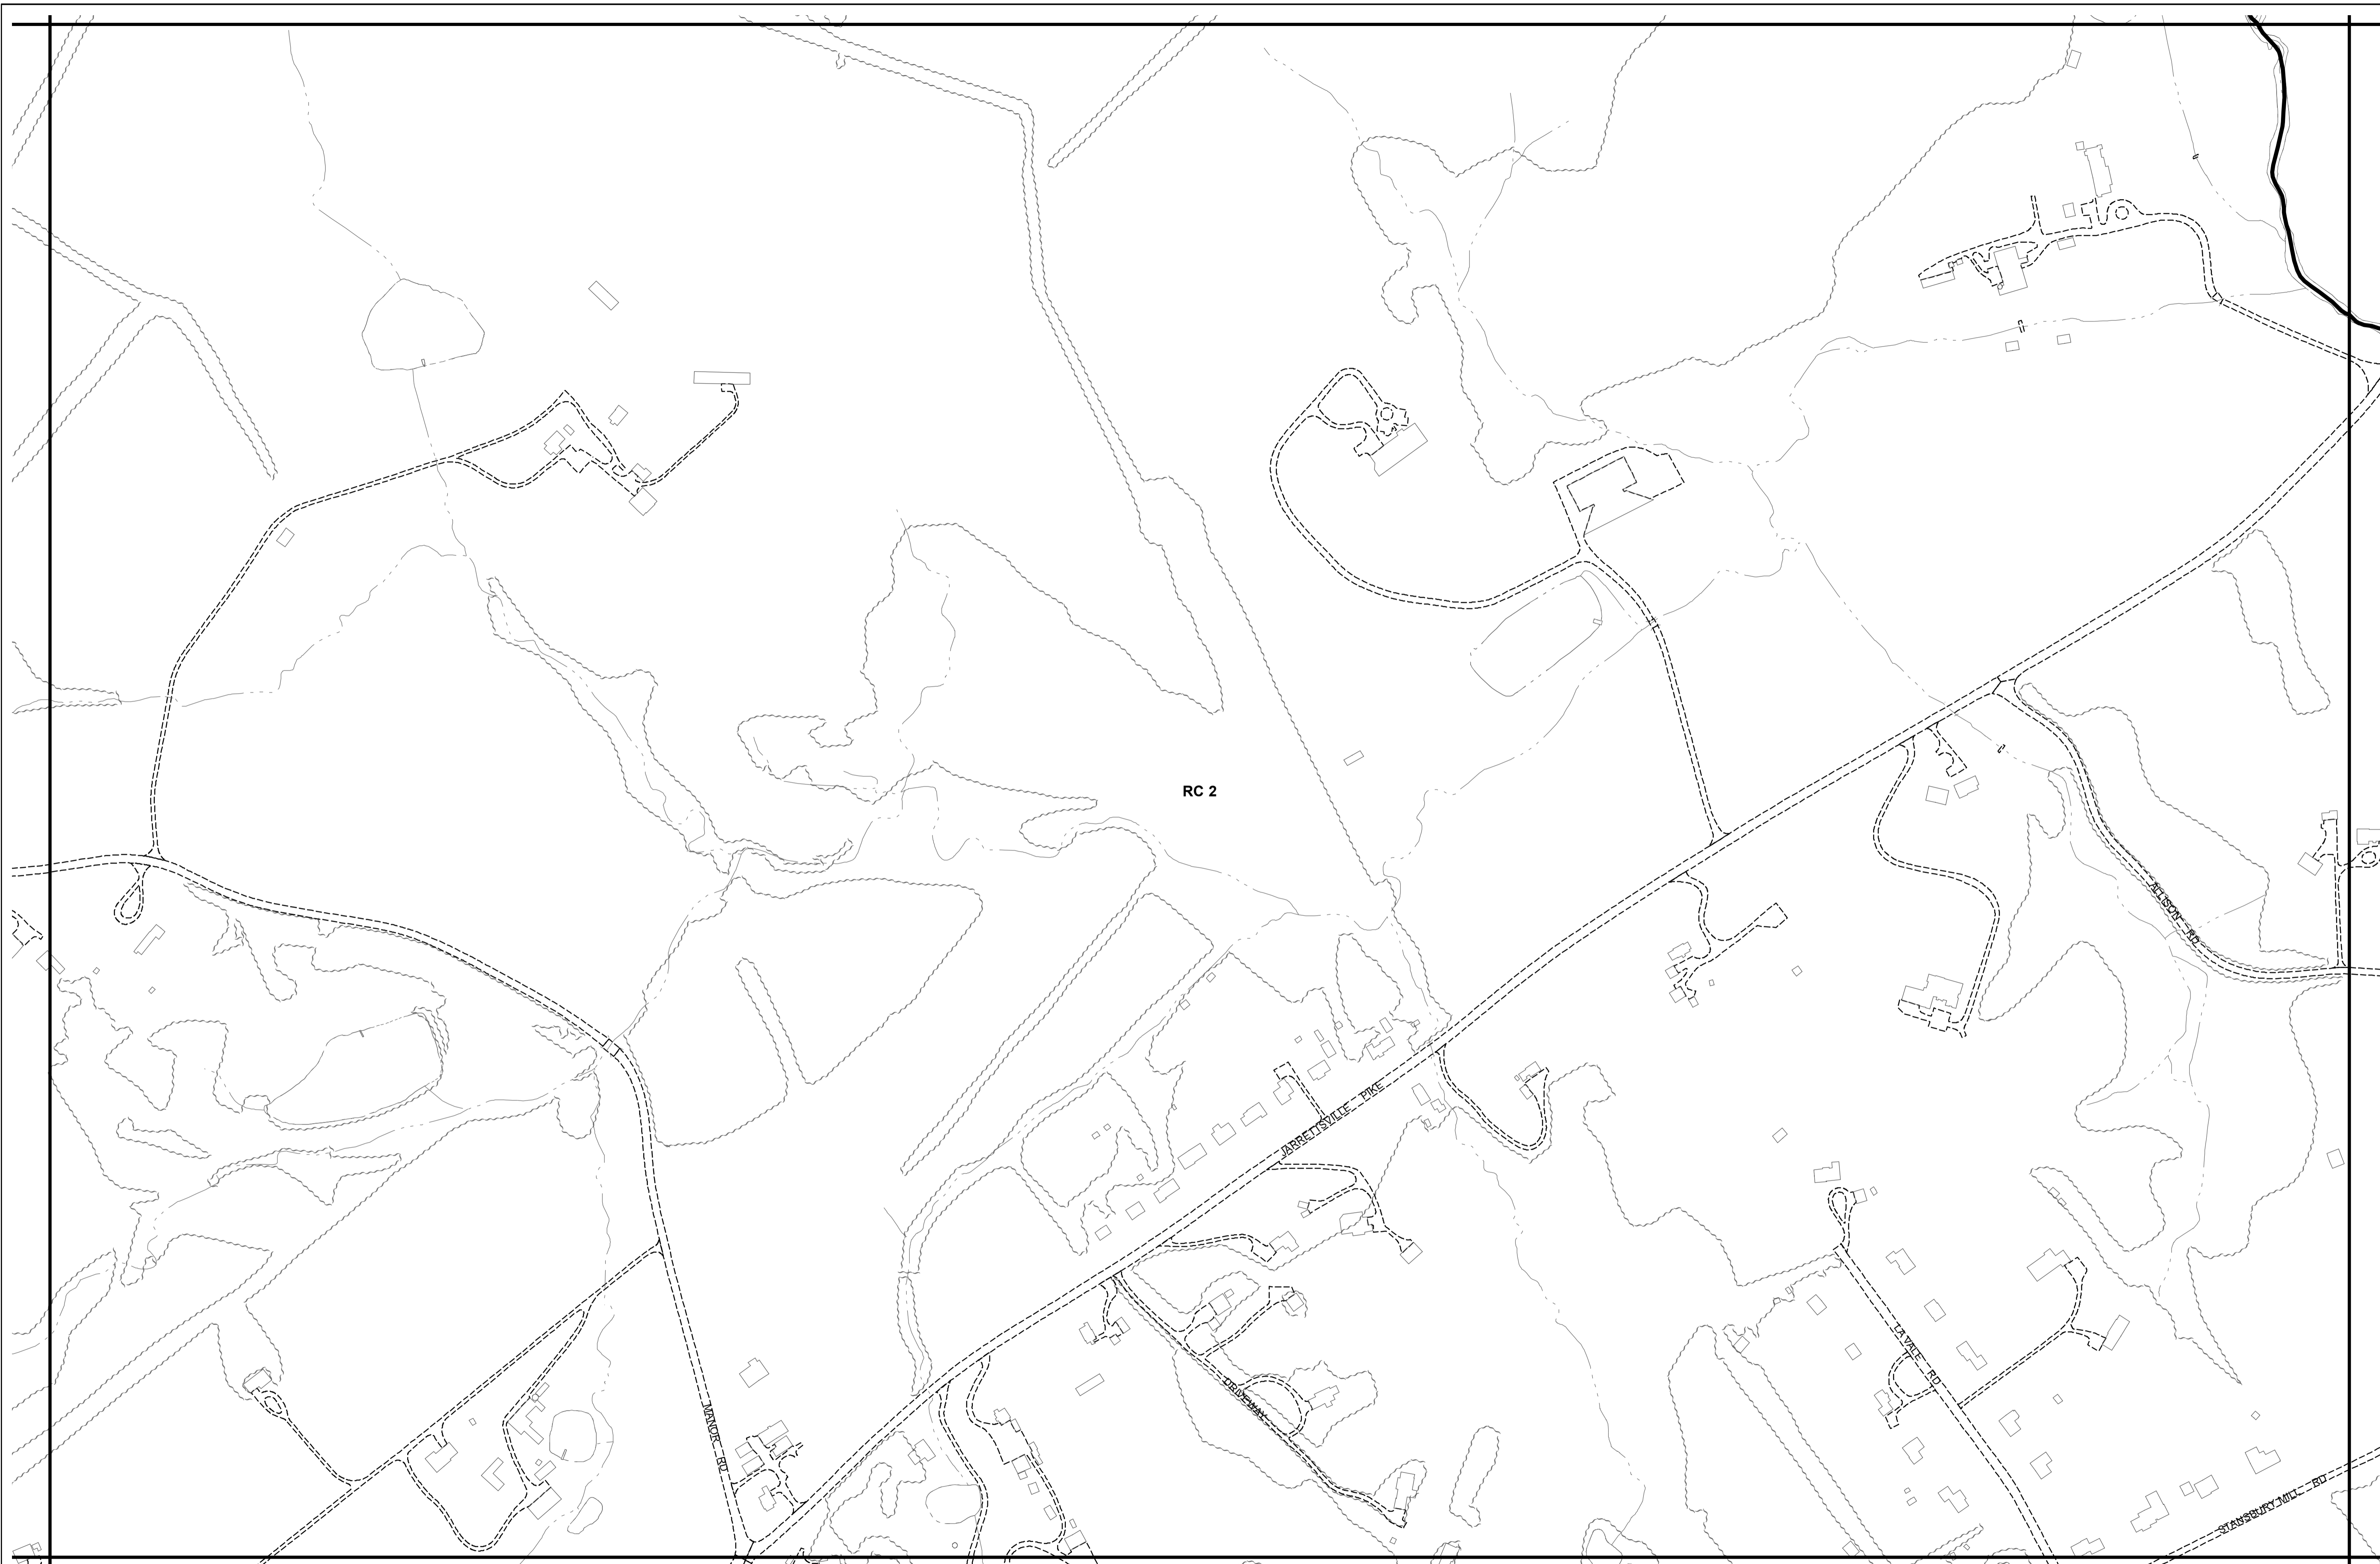 RC 2
ALLISON RD
JARRETTSVILLE PIKE
LA VALE RD
DRIVEWAY
MANOR RD
STANSBURY MILL RD